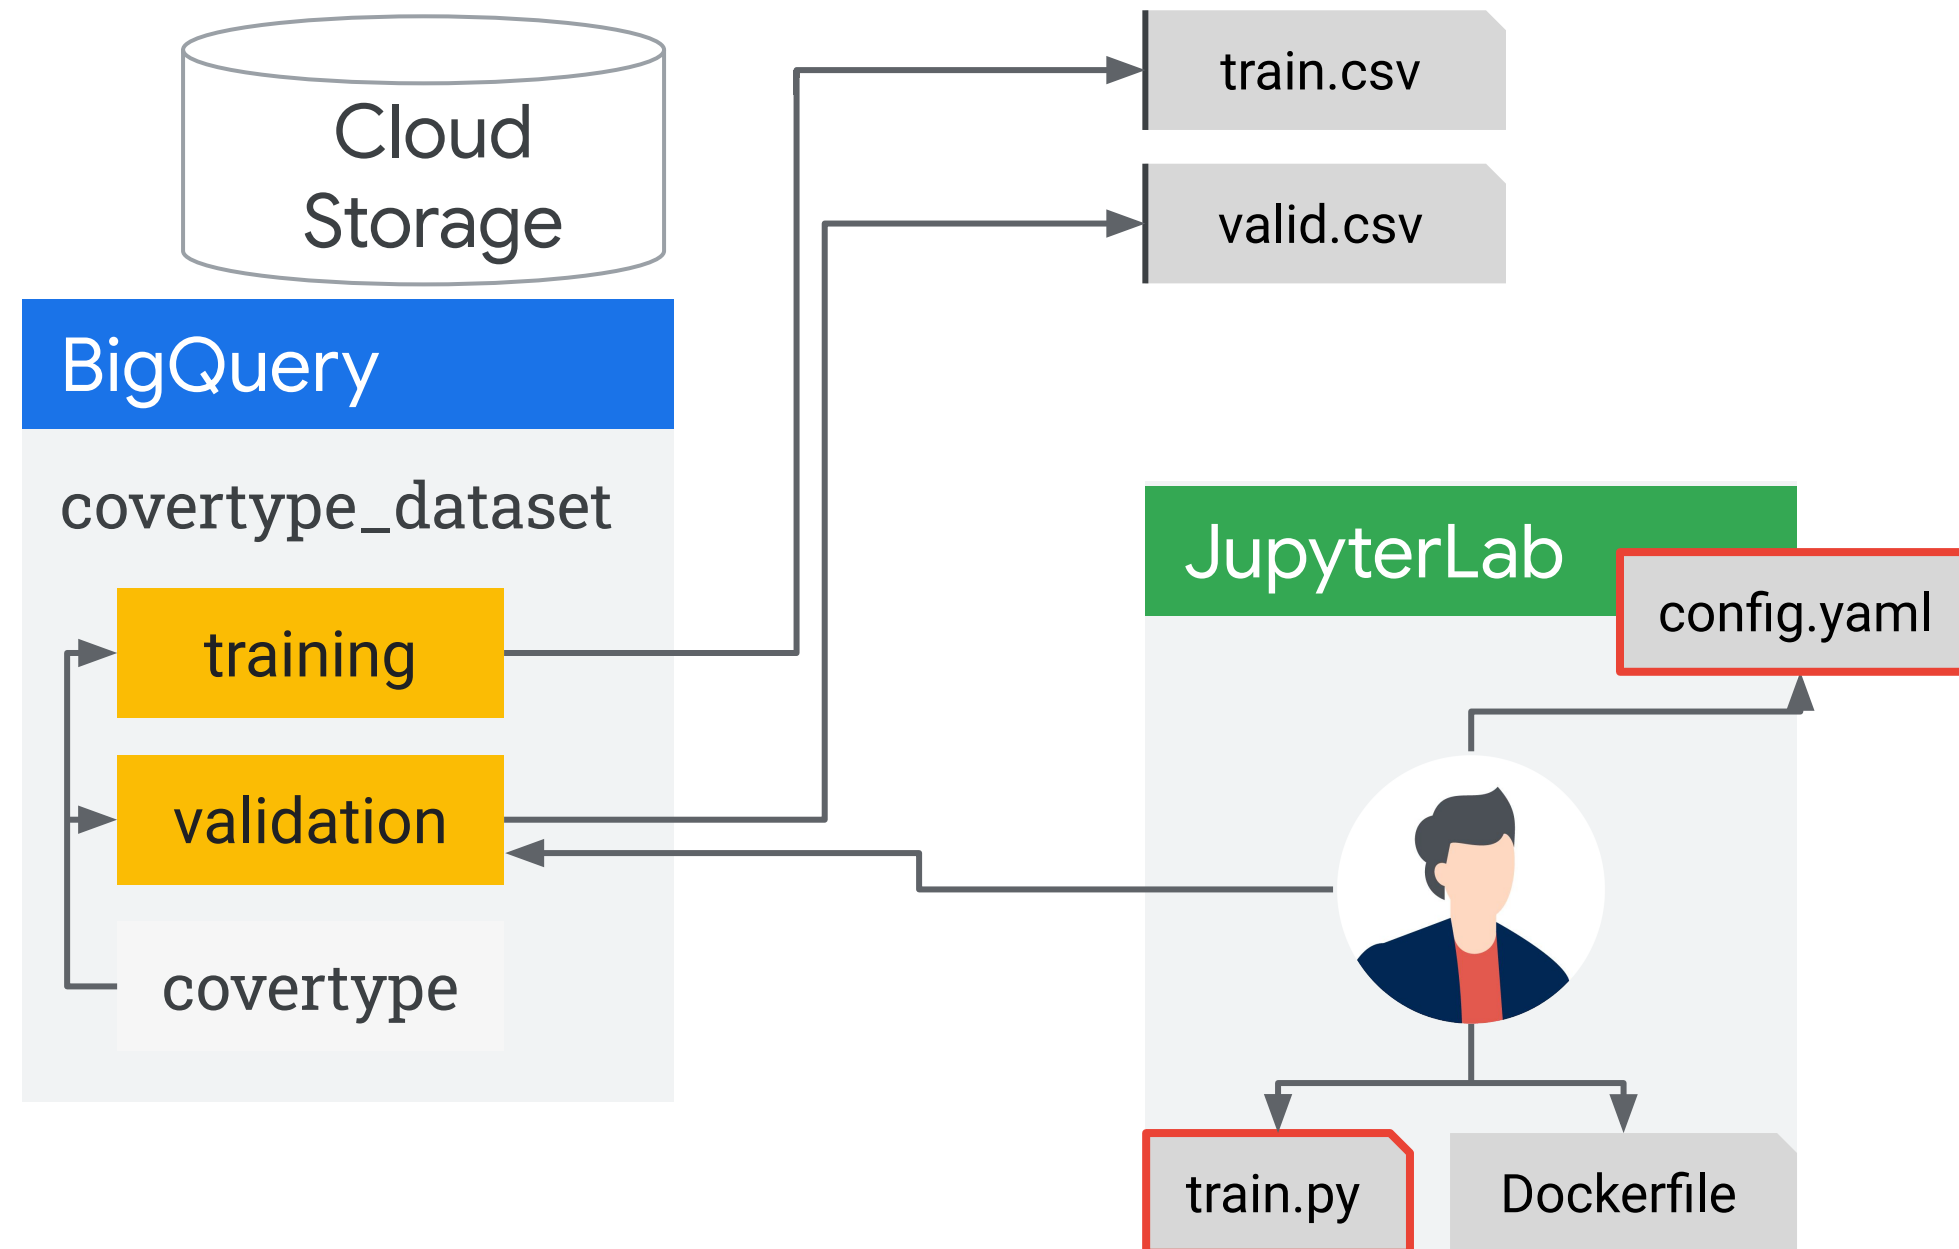 Cloud
Storage
train.csv
valid.csv
BigQuery
covertype_dataset
training
validation
covertype
JupyterLab
config.yaml
train.py
Dockerfile